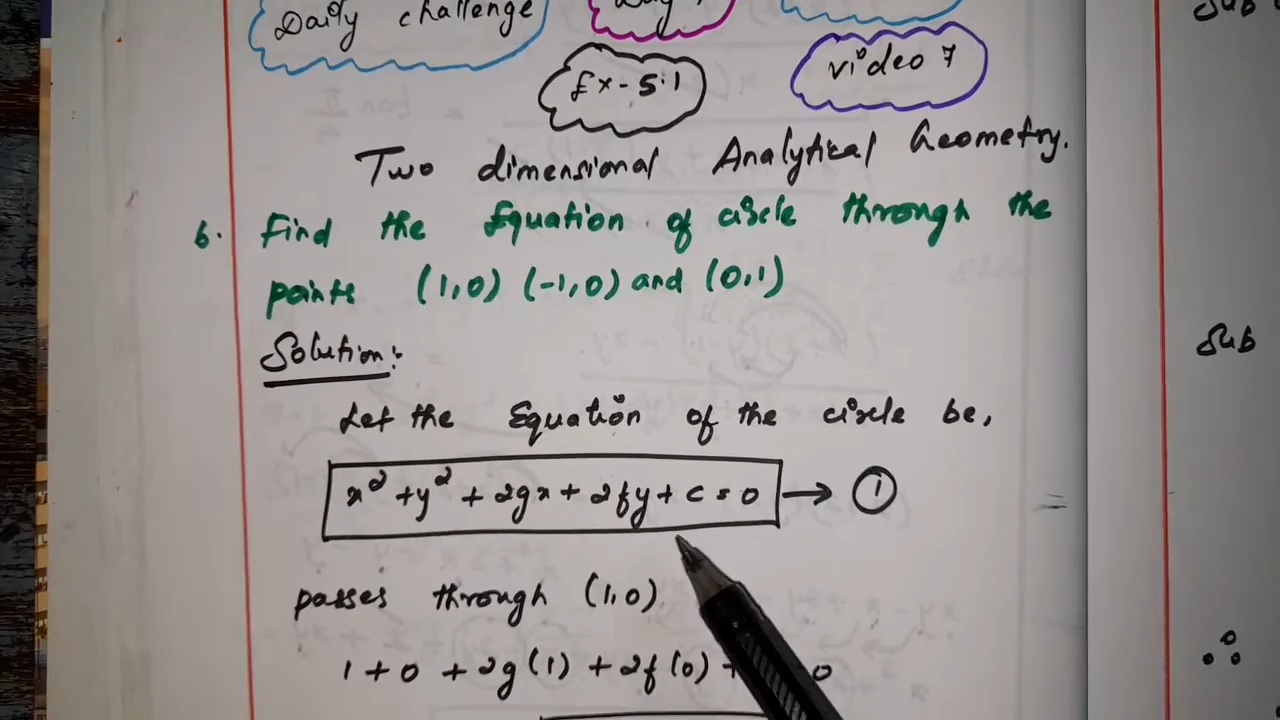 Daily challenge
Ex-5.1
video 7
Two dimensional Analytical Geometry.
6. Find the Equation of circle through the
points (1,0) (-1,0) and (0,1)
Solution:
Let the Equation of the circle be,
x² + y² + 2gx + 2fy + c = 0 → ①
passes through (1,0)
1 + 0 + 2g(1) + 2f(0) + 0
Sub
Sub
∴